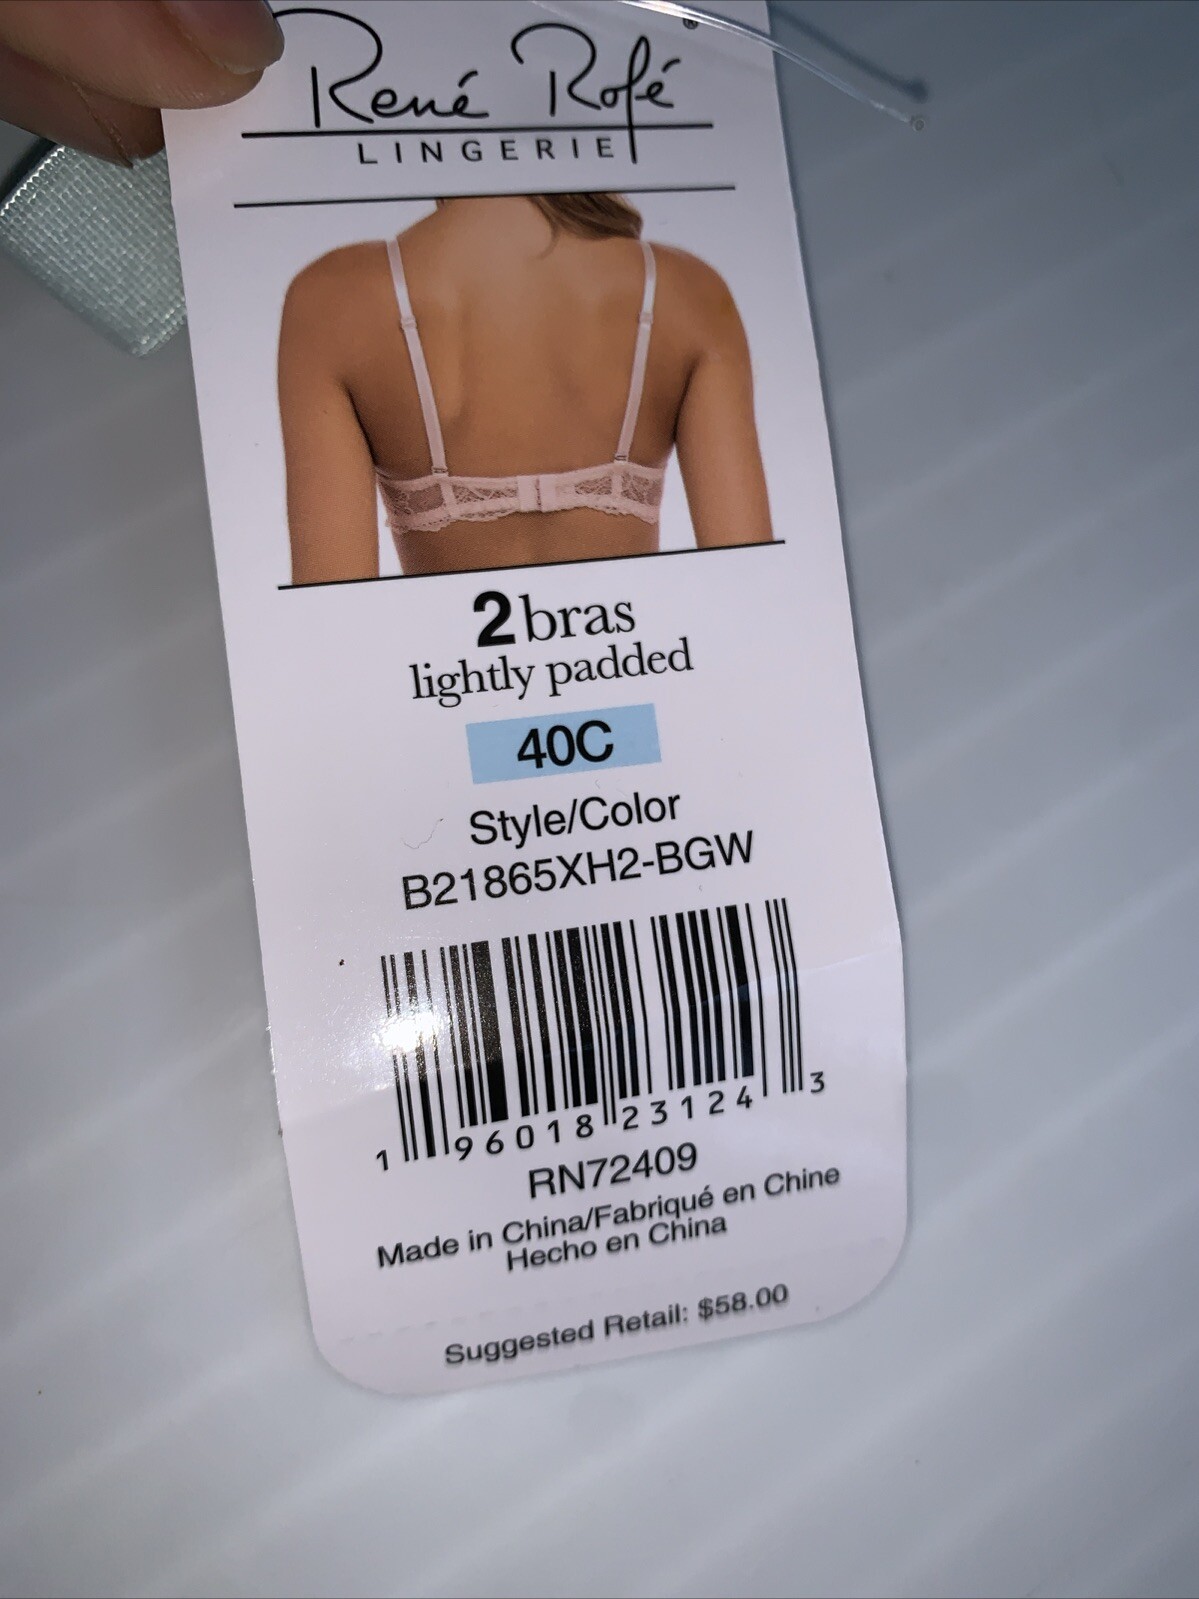 René Rofé®
LINGERIE
2 bras
lightly padded
40C
Style/Color
B21865XH2-BGW
1 96018 23124 3
RN72409
Made in China/Fabriqué en Chine
Hecho en China
Suggested Retail: $58.00